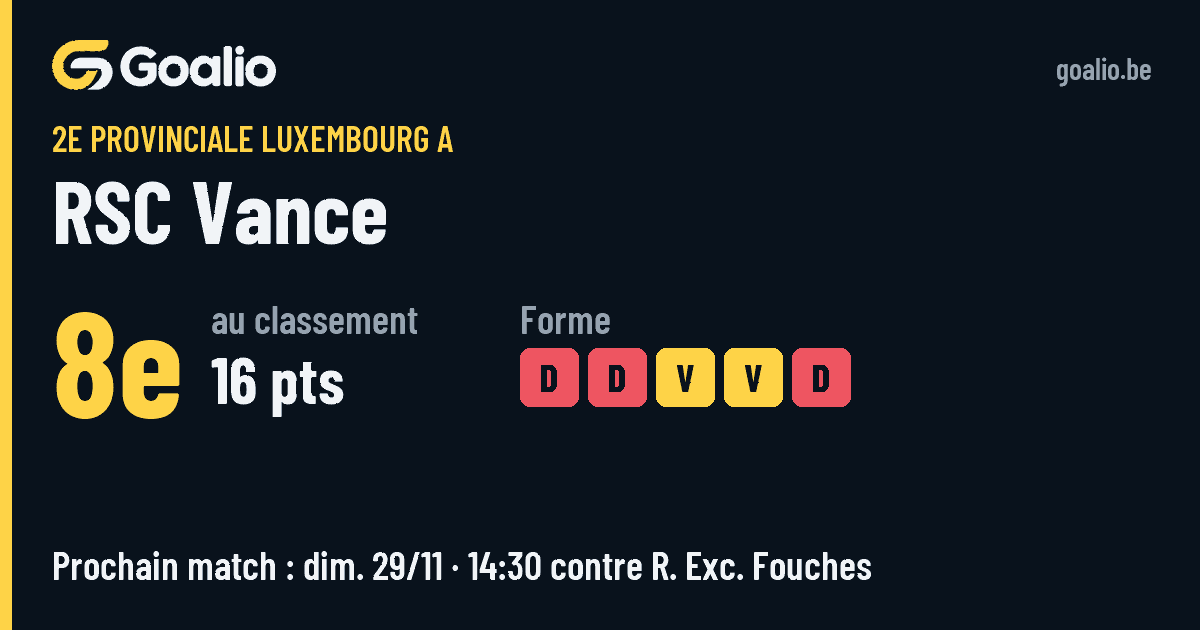 Goalio
goalio.be
2E PROVINCIALE LUXEMBOURG A
RSC Vance
8e
au classement
16 pts
Forme
D D V V D
Prochain match : dim. 29/11 · 14:30 contre R. Exc. Fouches